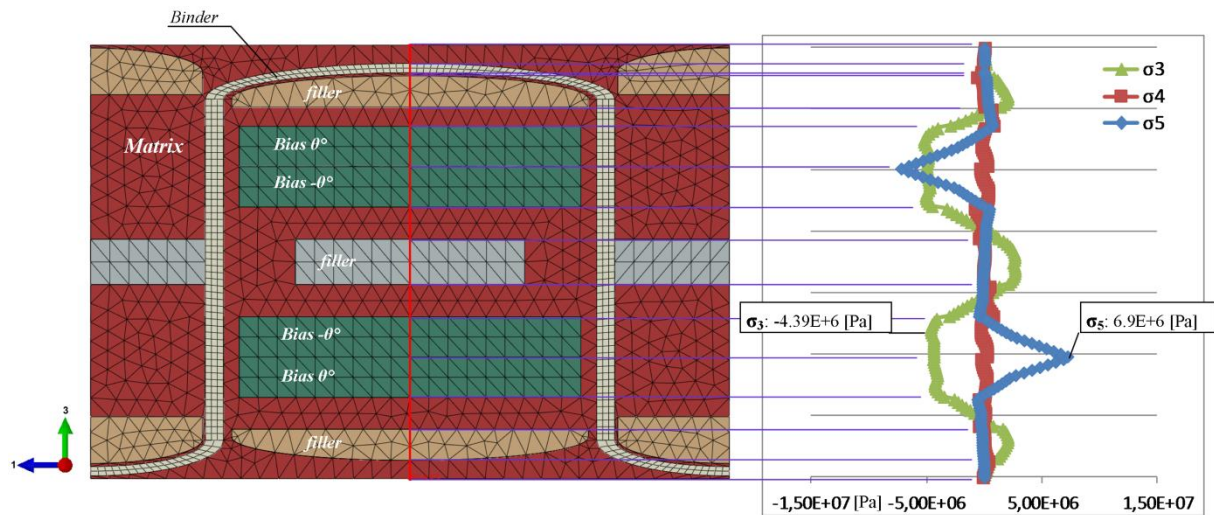 Binder
filler
Matrix
Bias θ°
Bias -θ°
filler
Bias -θ°
Bias θ°
filler
3
1
σ3
σ4
σ5
σ₃: -4.39E+6 [Pa]
σ₅: 6.9E+6 [Pa]
-1,50E+07 [Pa] -5,00E+06 5,00E+06 1,50E+07